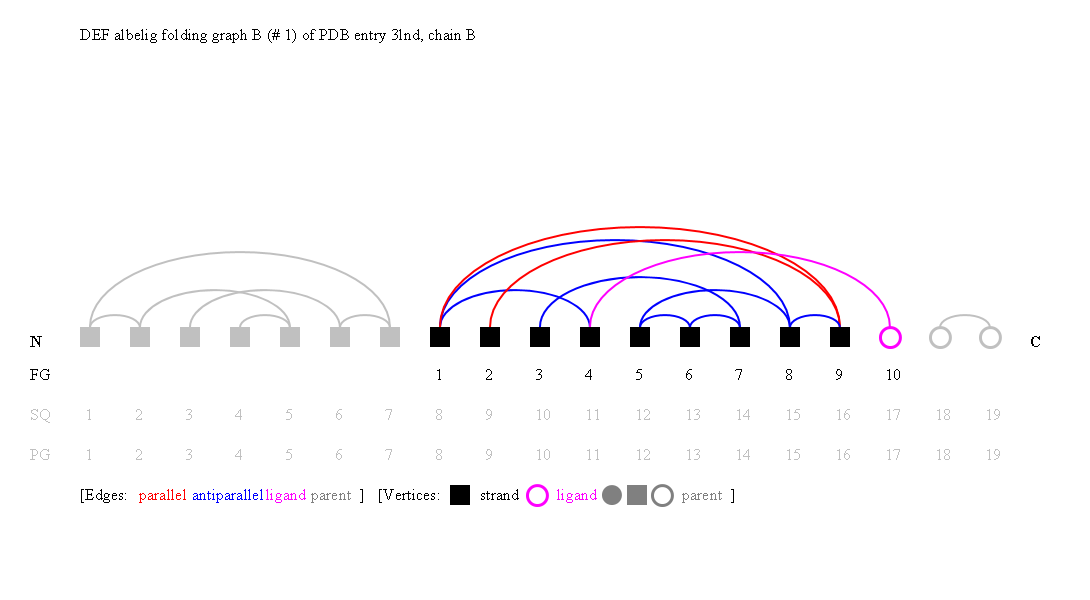 DEF albelig folding graph B (# 1) of PDB entry 3lnd, chain B
N C
FG 1 2 3 4 5 6 7 8 9 10
SQ 1 2 3 4 5 6 7 8 9 10 11 12 13 14 15 16 17 18 19
PG 1 2 3 4 5 6 7 8 9 10 11 12 13 14 15 16 17 18 19
[Edges: parallel antiparallel ligand parent ] [Vertices: strand ligand parent ]